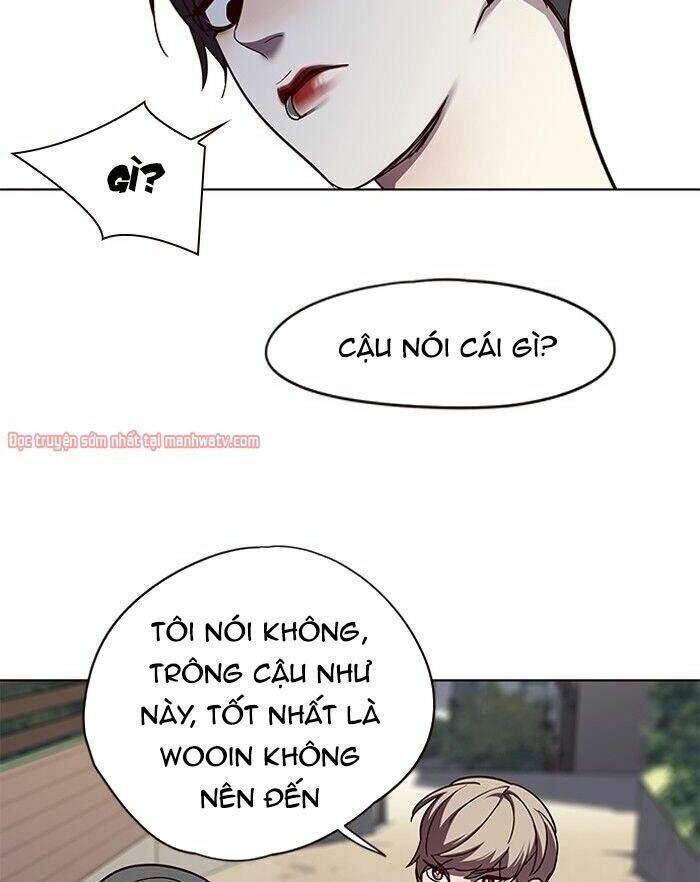 GÌ?
CẬU NÓI CÁI GÌ?
Đọc truyện sớm nhất tại manhwatv.com
TÔI NÓI KHÔNG,
TRÔNG CẬU NHƯ
NÀY, TỐT NHẤT LÀ
WOOIN KHÔNG
NÊN ĐẾN